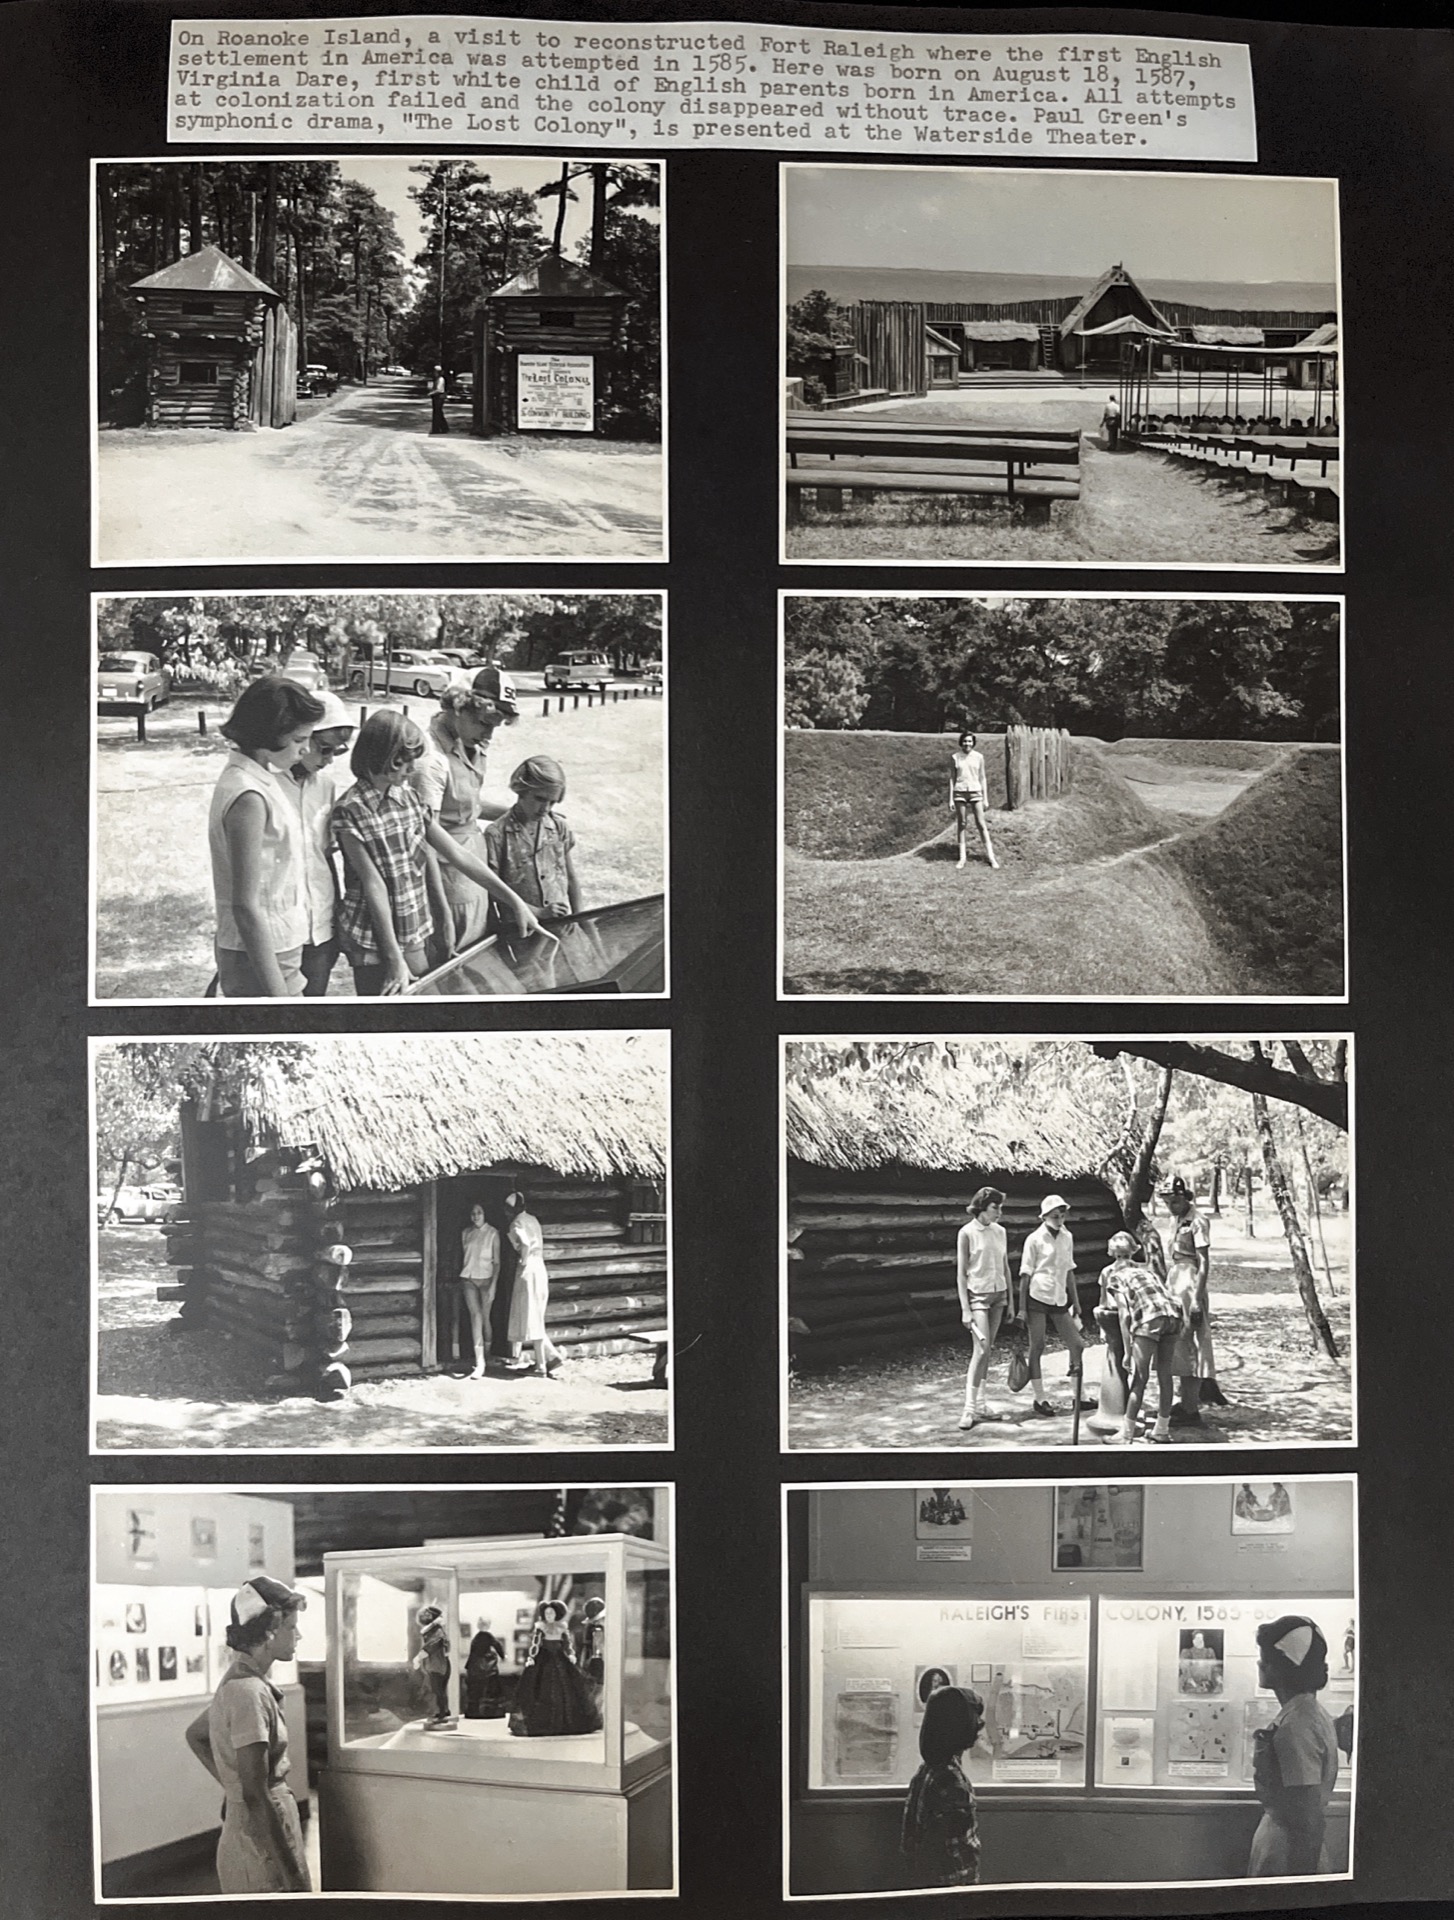 On Roanoke Island, a visit to reconstructed Fort Raleigh where the first English
settlement in America was attempted in 1585. Here was born on August 18, 1587,
Virginia Dare, first white child of English parents born in America. All attempts
at colonization failed and the colony disappeared without trace. Paul Green's
symphonic drama, "The Lost Colony", is presented at the Waterside Theater.
The
The Lost Colony
COMMUNITY BUILDING
RALEIGH'S FIRST COLONY, 1585-86